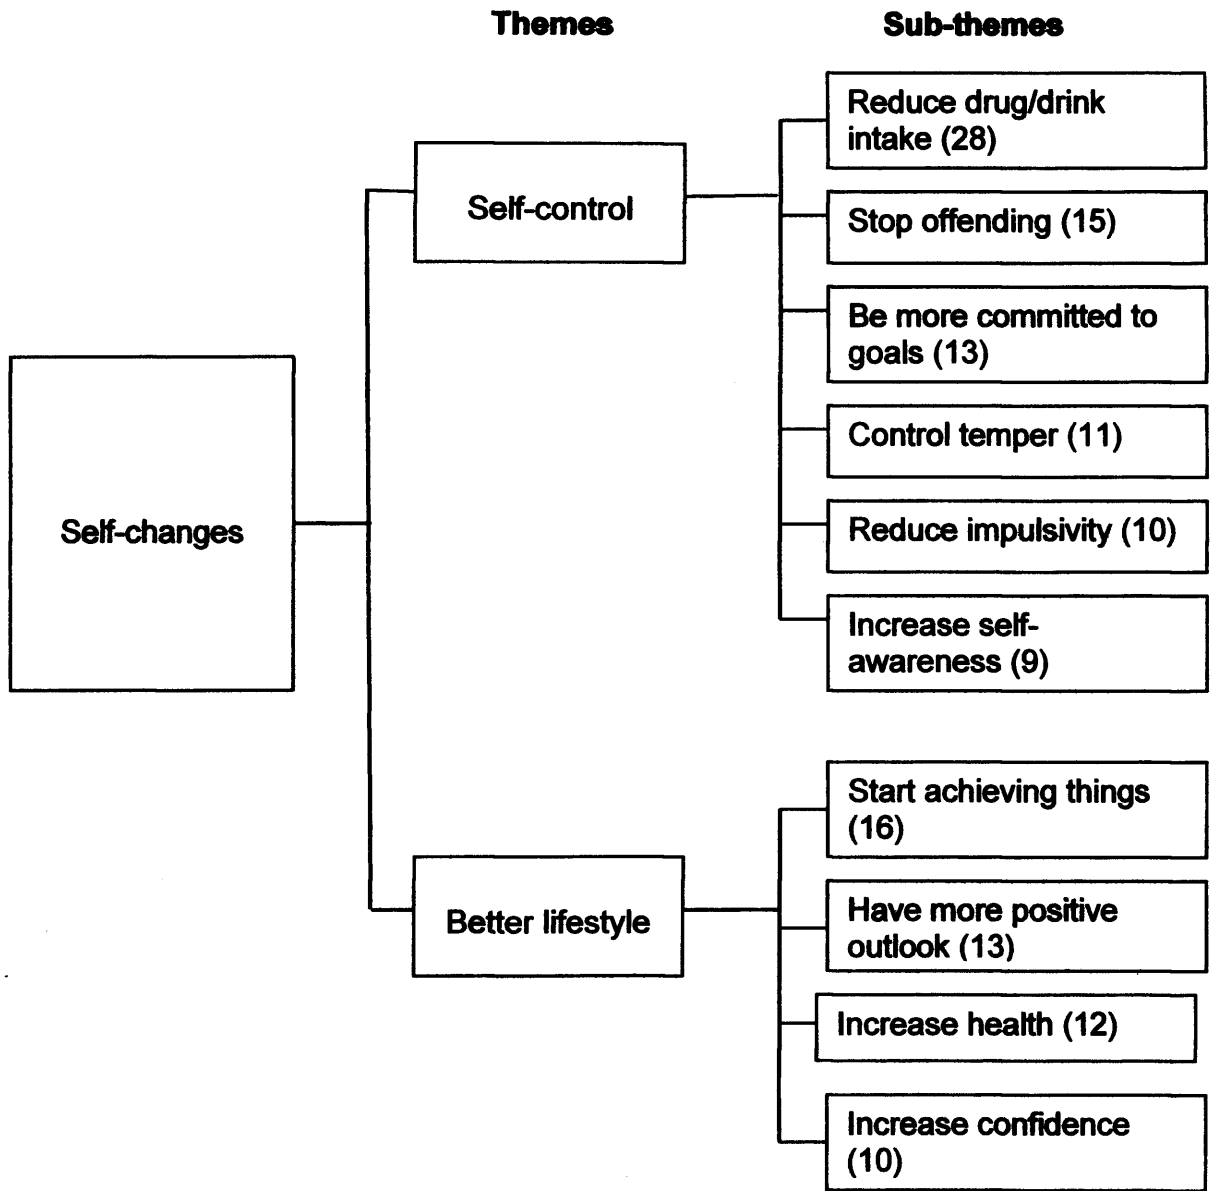 Themes
Sub-themes
Reduce drug/drink
intake (28)
Self-control
Stop offending (15)
Be more committed to
goals (13)
Control temper (11)
Self-changes
Reduce impulsivity (10)
Increase self-
awareness (9)
Start achieving things
(16)
Better lifestyle
Have more positive
outlook (13)
Increase health (12)
Increase confidence
(10)